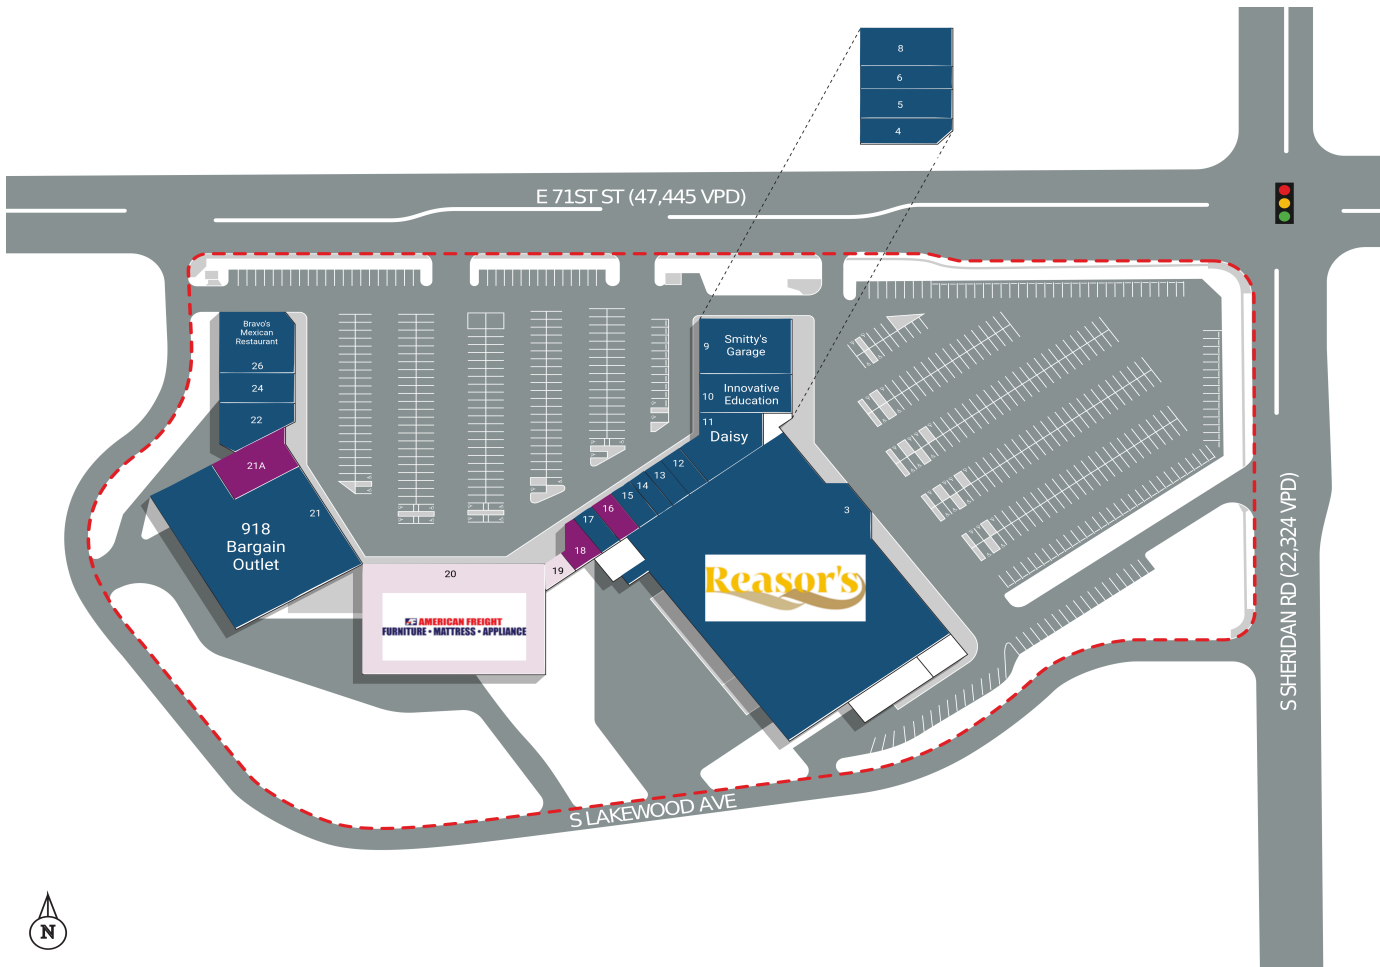 8
6
5
4
E 71ST ST (47,445 VPD)
Bravo's
Mexican
Restaurant
26
24
22
21A
21
918
Bargain
Outlet
9
Smitty's
Garage
10
Innovative
Education
11
Daisy
12
13
14
15
16
17
18
19
20
AMERICAN FREIGHT
FURNITURE • MATTRESS • APPLIANCE
3
Reasor's
S SHERIDAN RD (22,324 VPD)
S LAKEWOOD AVE
N